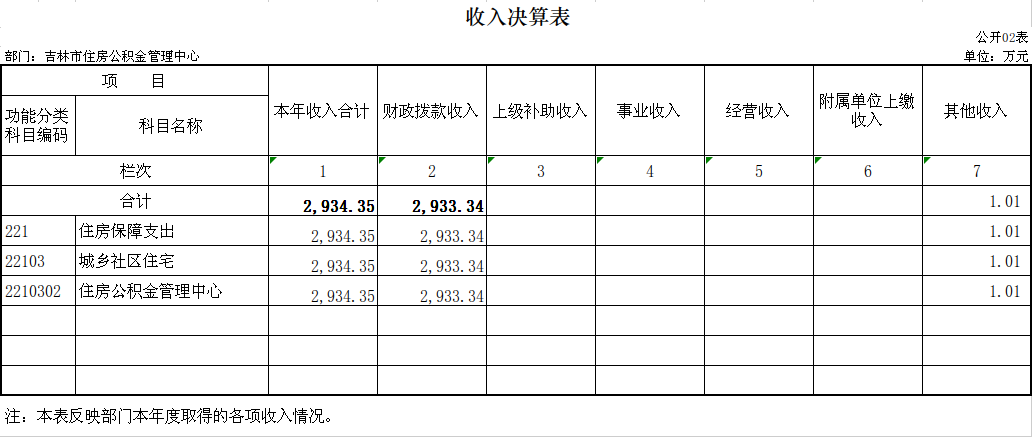 收入决算表
公开02表
部门：吉林市住房公积金管理中心 单位：万元
项 目 本年收入合计 财政拨款收入 上级补助收入 事业收入 经营收入 附属单位上缴收入 其他收入
功能分类科目编码 科目名称
栏次 1 2 3 4 5 6 7
合计 2,934.35 2,933.34 1.01
221 住房保障支出 2,934.35 2,933.34 1.01
22103 城乡社区住宅 2,934.35 2,933.34 1.01
2210302 住房公积金管理中心 2,934.35 2,933.34 1.01
注：本表反映部门本年度取得的各项收入情况。